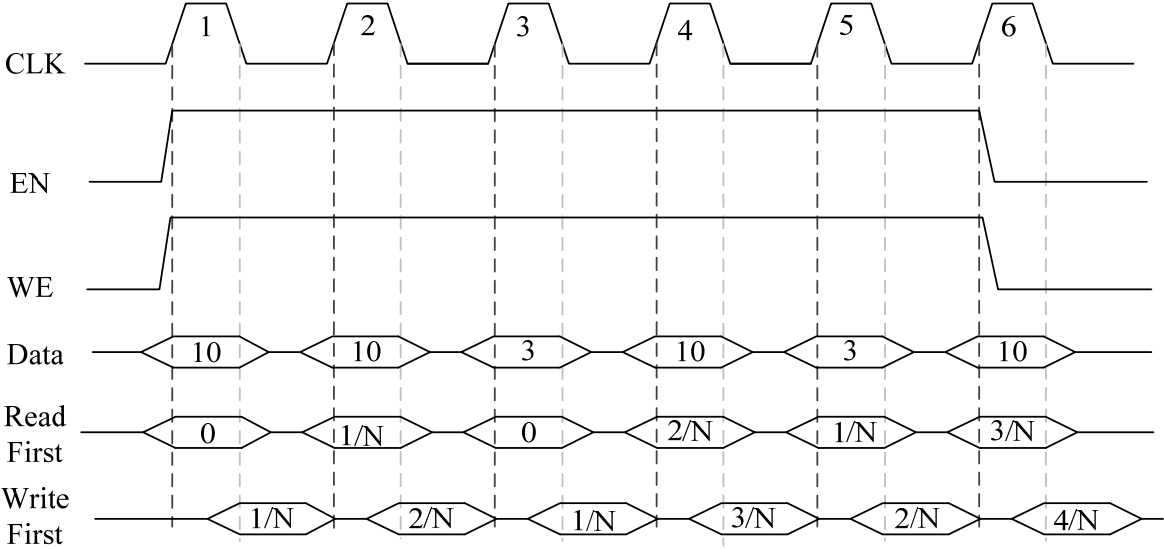 1 2 3 4 5 6
CLK
EN
WE
Data 10 10 3 10 3 10
Read First 0 1/N 0 2/N 1/N 3/N
Write First 1/N 2/N 1/N 3/N 2/N 4/N